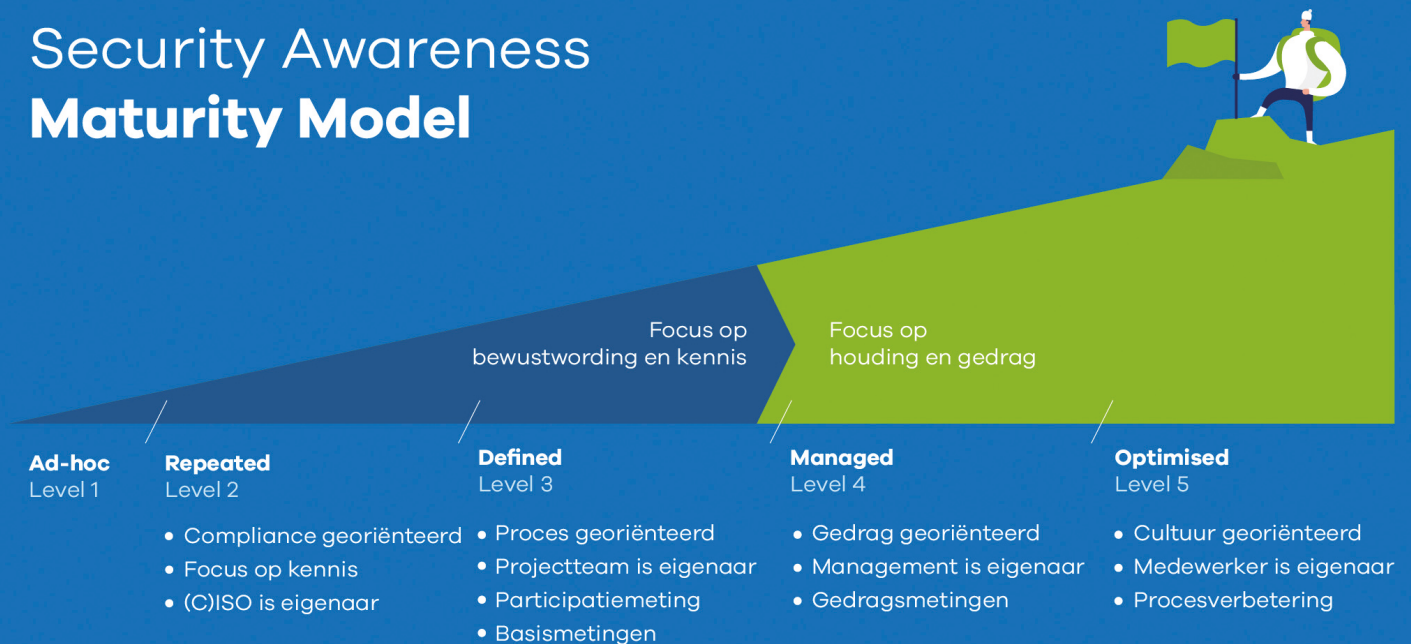 Security Awareness
Maturity Model
Focus op
bewustwording en kennis
Focus op
houding en gedrag
Ad-hoc
Level 1
Repeated
Level 2
• Compliance georiënteerd
• Focus op kennis
• (C)ISO is eigenaar
Defined
Level 3
• Proces georiënteerd
• Projectteam is eigenaar
• Participatiemeting
• Basismetingen
Managed
Level 4
• Gedrag georiënteerd
• Management is eigenaar
• Gedragsmetingen
Optimised
Level 5
• Cultuur georiënteerd
• Medewerker is eigenaar
• Procesverbetering